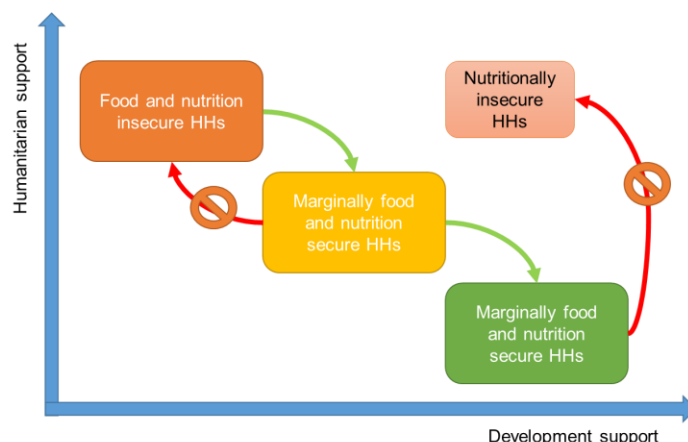 Humanitarian support
Food and nutrition
insecure HHs
Nutritionally
insecure
HHs
Marginally food
and nutrition
secure HHs
Marginally food
and nutrition
secure HHs
Development support